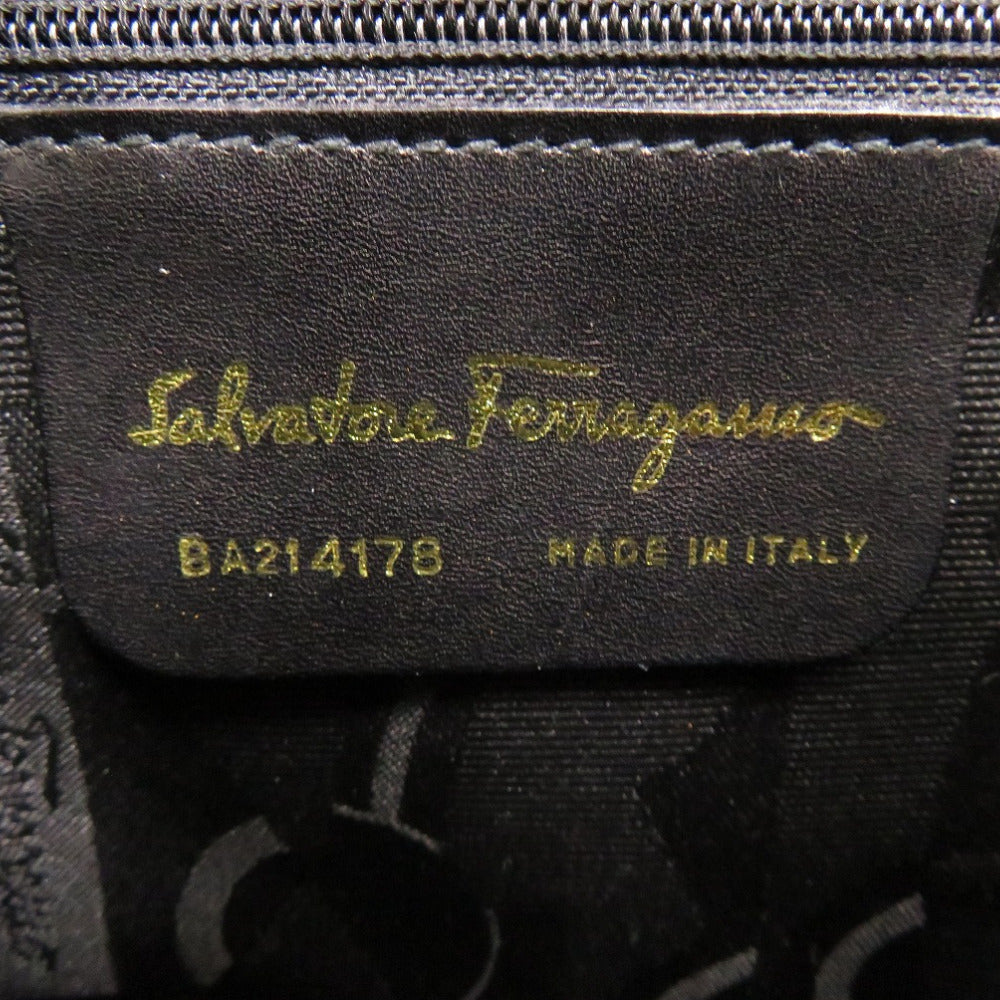 Salvatore Ferragamo
BA214178 MADE IN ITALY